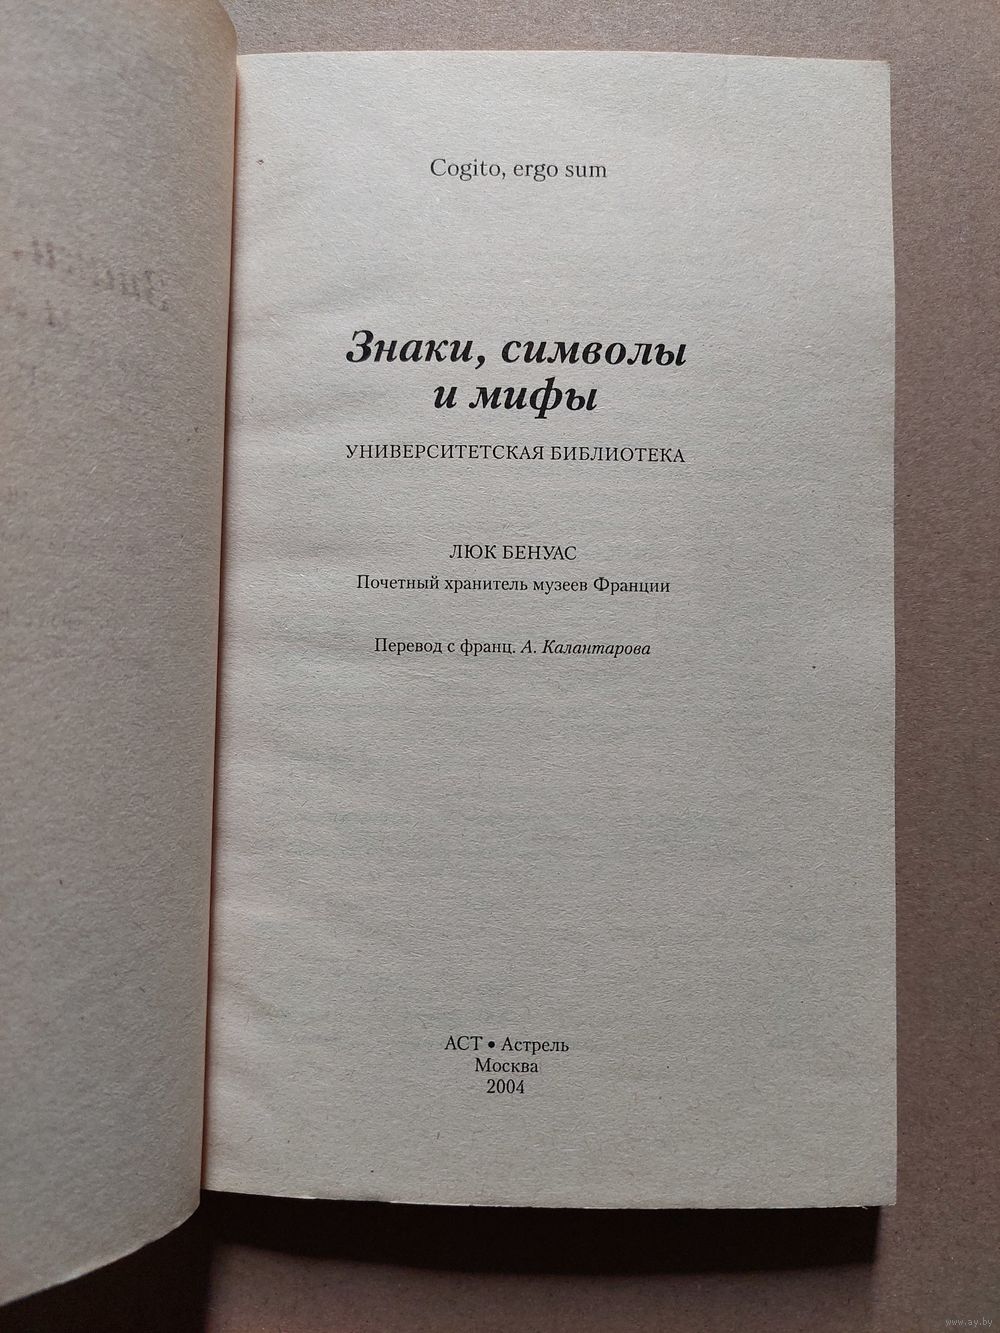 Cogito, ergo sum
Знаки, символы
и мифы
УНИВЕРСИТЕТСКАЯ БИБЛИОТЕКА
ЛЮК БЕНУАС
Почетный хранитель музеев Франции
Перевод с франц. А. Калантарова
АСТ • Астрель
Москва
2004
www.ay.by